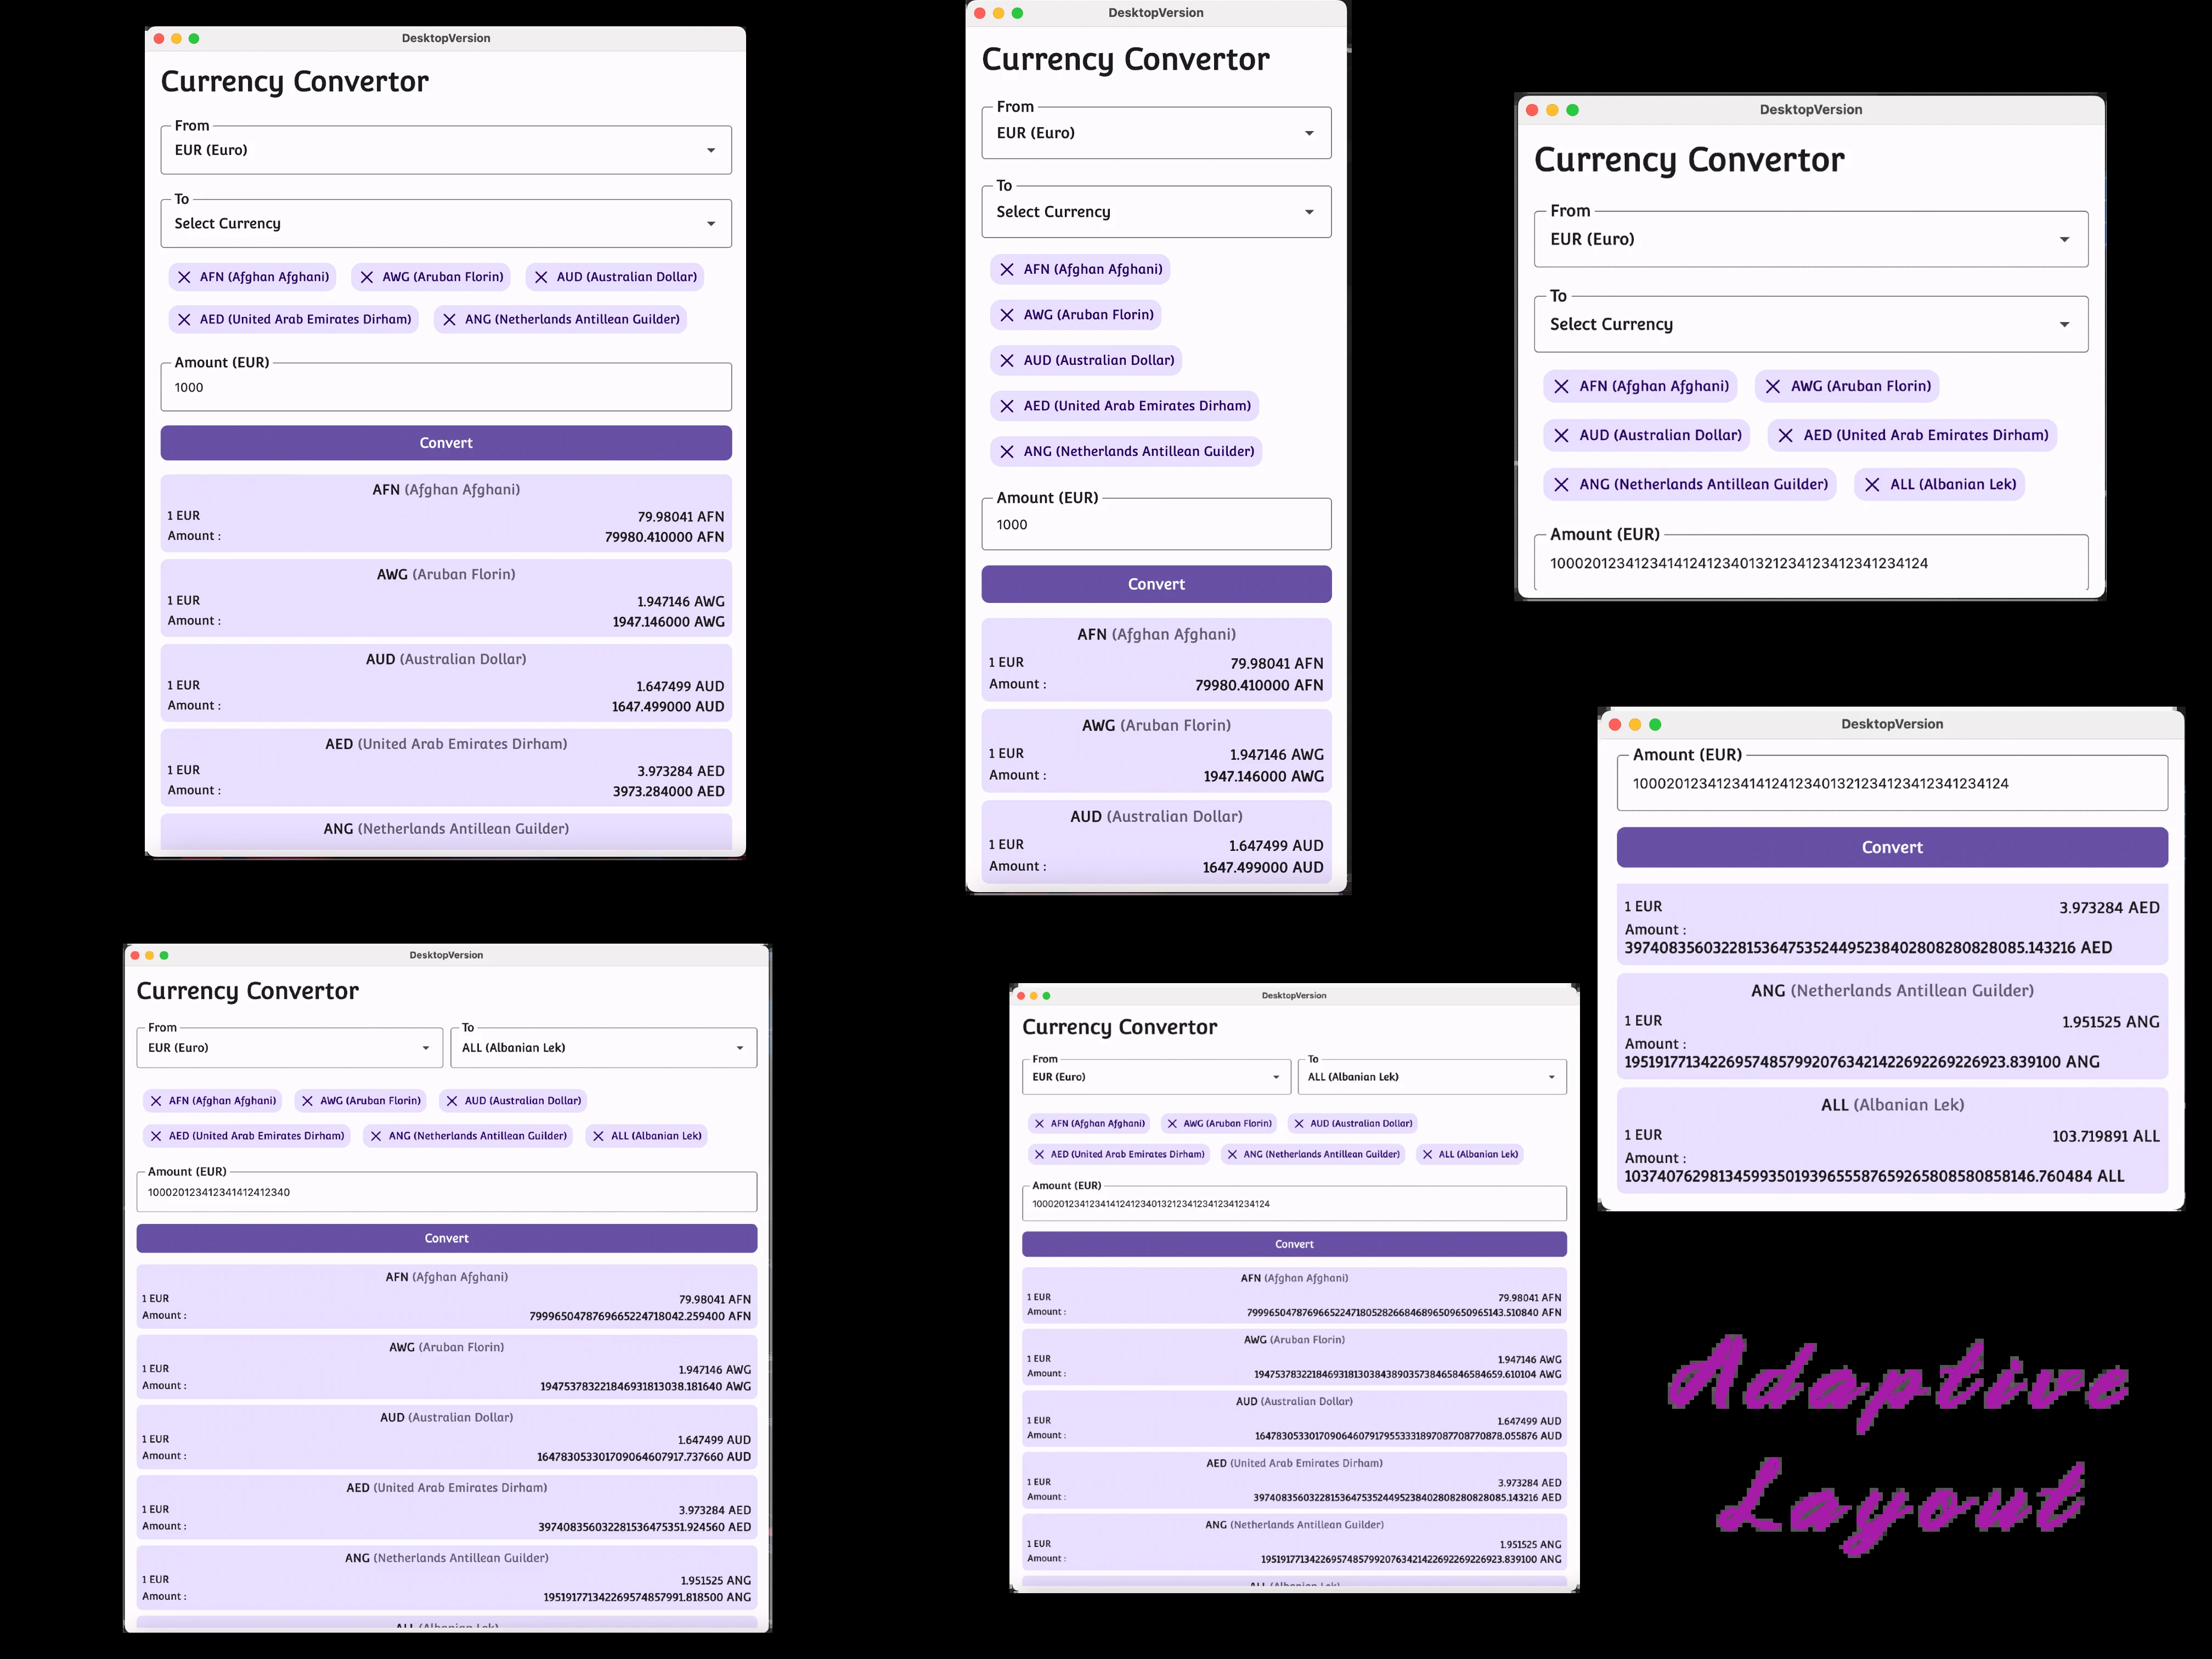 DesktopVersion
Currency Convertor
From
EUR (Euro)
To
Select Currency
AFN (Afghan Afghani) AWG (Aruban Florin) AUD (Australian Dollar)
AED (United Arab Emirates Dirham) ANG (Netherlands Antillean Guilder)
Amount (EUR)
1000
Convert
AFN (Afghan Afghani)
1 EUR 79.98041 AFN
Amount : 79980.410000 AFN
AWG (Aruban Florin)
1 EUR 1.947146 AWG
Amount : 1947.146000 AWG
AUD (Australian Dollar)
1 EUR 1.647499 AUD
Amount : 1647.499000 AUD
AED (United Arab Emirates Dirham)
1 EUR 3.973284 AED
Amount : 3973.284000 AED
ANG (Netherlands Antillean Guilder)
DesktopVersion
Currency Convertor
From
EUR (Euro)
To
Select Currency
AFN (Afghan Afghani)
AWG (Aruban Florin)
AUD (Australian Dollar)
AED (United Arab Emirates Dirham)
ANG (Netherlands Antillean Guilder)
Amount (EUR)
1000
Convert
AFN (Afghan Afghani)
1 EUR 79.98041 AFN
Amount : 79980.410000 AFN
AWG (Aruban Florin)
1 EUR 1.947146 AWG
Amount : 1947.146000 AWG
AUD (Australian Dollar)
1 EUR 1.647499 AUD
Amount : 1647.499000 AUD
DesktopVersion
Currency Convertor
From
EUR (Euro)
To
Select Currency
AFN (Afghan Afghani) AWG (Aruban Florin)
AUD (Australian Dollar) AED (United Arab Emirates Dirham)
ANG (Netherlands Antillean Guilder) ALL (Albanian Lek)
Amount (EUR)
100020123412341412412340132123412341234123412­4
DesktopVersion
Amount (EUR)
1000201234123414124123401321234123412341234124
Convert
1 EUR 3.973284 AED
Amount :
3974083560322815364753524495238402808280828085.143216 AED
ANG (Netherlands Antillean Guilder)
1 EUR 1.951525 ANG
Amount :
1951917713422695748579920763421422692269226923.839100 ANG
ALL (Albanian Lek)
1 EUR 103.719891 ALL
Amount :
103740762981345993501939655587659265808580858146.760484 ALL
DesktopVersion
Currency Convertor
From To
EUR (Euro) ALL (Albanian Lek)
AFN (Afghan Afghani) AWG (Aruban Florin) AUD (Australian Dollar)
AED (United Arab Emirates Dirham) ANG (Netherlands Antillean Guilder) ALL (Albanian Lek)
Amount (EUR)
100020123412341412412340
Convert
AFN (Afghan Afghani)
1 EUR 79.98041 AFN
Amount : 7999650478769665224718042.259400 AFN
AWG (Aruban Florin)
1 EUR 1.947146 AWG
Amount : 194753783221846931813038.181640 AWG
AUD (Australian Dollar)
1 EUR 1.647499 AUD
Amount : 164783053301709064607917.737660 AUD
AED (United Arab Emirates Dirham)
1 EUR 3.973284 AED
Amount : 397408356032281536475351.924560 AED
ANG (Netherlands Antillean Guilder)
1 EUR 1.951525 ANG
Amount : 195191771342269574857991.818500 ANG
ALL (Albanian Lek)
DesktopVersion
Currency Convertor
From To
EUR (Euro) ALL (Albanian Lek)
AFN (Afghan Afghani) AWG (Aruban Florin) AUD (Australian Dollar)
AED (United Arab Emirates Dirham) ANG (Netherlands Antillean Guilder) ALL (Albanian Lek)
Amount (EUR)
1000201234123414124123401321234123412341234124
Convert
AFN (Afghan Afghani)
1 EUR 79.98041 AFN
Amount : 79996504787696652247180528266846896509650965143.510840 AFN
AWG (Aruban Florin)
1 EUR 1.947146 AWG
Amount : 1947537832218469318130384389035738465846584659.610104 AWG
AUD (Australian Dollar)
1 EUR 1.647499 AUD
Amount : 1647830533017090646079179553331897087708770878.055876 AUD
AED (United Arab Emirates Dirham)
1 EUR 3.973284 AED
Amount : 3974083560322815364753524495238402808280828085.143216 AED
ANG (Netherlands Antillean Guilder)
1 EUR 1.951525 ANG
Amount : 1951917713422695748579920763421422692269226923.839100 ANG
ALL (Albanian Lek)
Adaptive
Layout